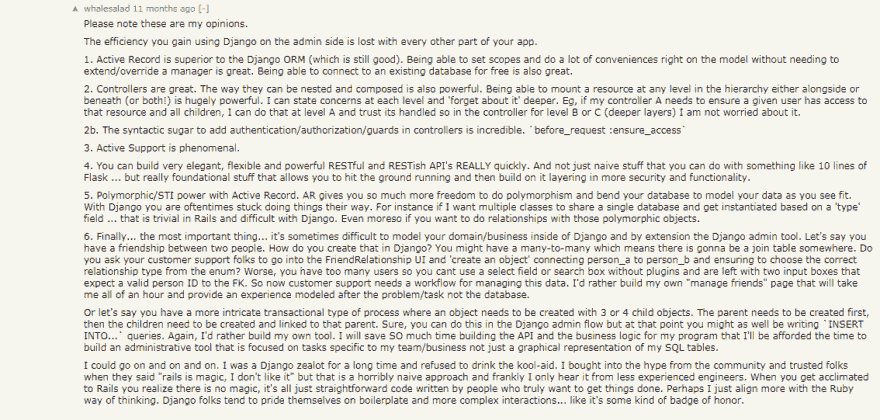 ▲ whalesalad 11 months ago [-]
Please note these are my opinions.
The efficiency you gain using Django on the admin side is lost with every other part of your app.
1. Active Record is superior to the Django ORM (which is still good). Being able to set scopes and do a lot of conveniences right on the model without needing to
extend/override a manager is great. Being able to connect to an existing database for free is also great.
2. Controllers are great. The way they can be nested and composed is also powerful. Being able to mount a resource at any level in the hierarchy either alongside or
beneath (or both!) is hugely powerful. I can state concerns at each level and 'forget about it' deeper. Eg, if my controller A needs to ensure a given user has access to
that resource and all children, I can do that at level A and trust its handled so in the controller for level B or C (deeper layers) I am not worried about it.
2b. The syntactic sugar to add authentication/authorization/guards in controllers is incredible. `before_request :ensure_access`
3. Active Support is phenomenal.
4. You can build very elegant, flexible and powerful RESTful and RESTish API's REALLY quickly. And not just naive stuff that you can do with something like 10 lines of
Flask ... but really foundational stuff that allows you to hit the ground running and then build on it layering in more security and functionality.
5. Polymorphic/STI power with Active Record. AR gives you so much more freedom to do polymorphism and bend your database to model your data as you see fit.
With Django you are oftentimes stuck doing things their way. For instance if I want multiple classes to share a single database and get instantiated based on a 'type'
field ... that is trivial in Rails and difficult with Django. Even moreso if you want to do relationships with those polymorphic objects.
6. Finally... the most important thing... it's sometimes difficult to model your domain/business inside of Django and by extension the Django admin tool. Let's say you
have a friendship between two people. How do you create that in Django? You might have a many-to-many which means there is gonna be a join table somewhere. Do
you ask your customer support folks to go into the FriendRelationship UI and 'create an object' connecting person_a to person_b and ensuring to choose the correct
relationship type from the enum? Worse, you have too many users so you cant use a select field or search box without plugins and are left with two input boxes that
expect a valid person ID to the FK. So now customer support needs a workflow for managing this data. I'd rather build my own "manage friends" page that will take
me all of an hour and provide an experience modeled after the problem/task not the database.
Or let's say you have a more intricate transactional type of process where an object needs to be created with 3 or 4 child objects. The parent needs to be created first,
then the children need to be created and linked to that parent. Sure, you can do this in the Django admin flow but at that point you might as well be writing `INSERT
INTO...` queries. Again, I'd rather build my own tool. I will save SO much time building the API and the business logic for my program that I'll be afforded the time to
build an administrative tool that is focused on tasks specific to my team/business not just a graphical representation of my SQL tables.
I could go on and on and on. I was a Django zealot for a long time and refused to drink the kool-aid. I bought into the hype from the community and trusted folks
when they said "rails is magic, I don't like it" but that is a horribly naive approach and frankly I only hear it from less experienced engineers. When you get acclimated
to Rails you realize there is no magic, it's all just straightforward code written by people who truly want to get things done. Perhaps I just align more with the Ruby
way of thinking. Django folks tend to pride themselves on boilerplate and more complex interactions... like it's some kind of badge of honor.